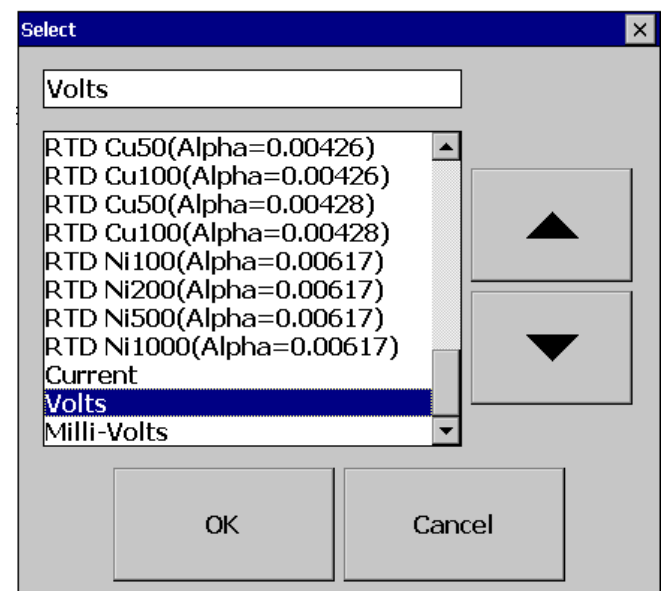 Select
Volts
RTD Cu50(Alpha=0.00426)
RTD Cu100(Alpha=0.00426)
RTD Cu50(Alpha=0.00428)
RTD Cu100(Alpha=0.00428)
RTD Ni100(Alpha=0.00617)
RTD Ni200(Alpha=0.00617)
RTD Ni500(Alpha=0.00617)
RTD Ni1000(Alpha=0.00617)
Current
Volts
Milli-Volts
OK Cancel